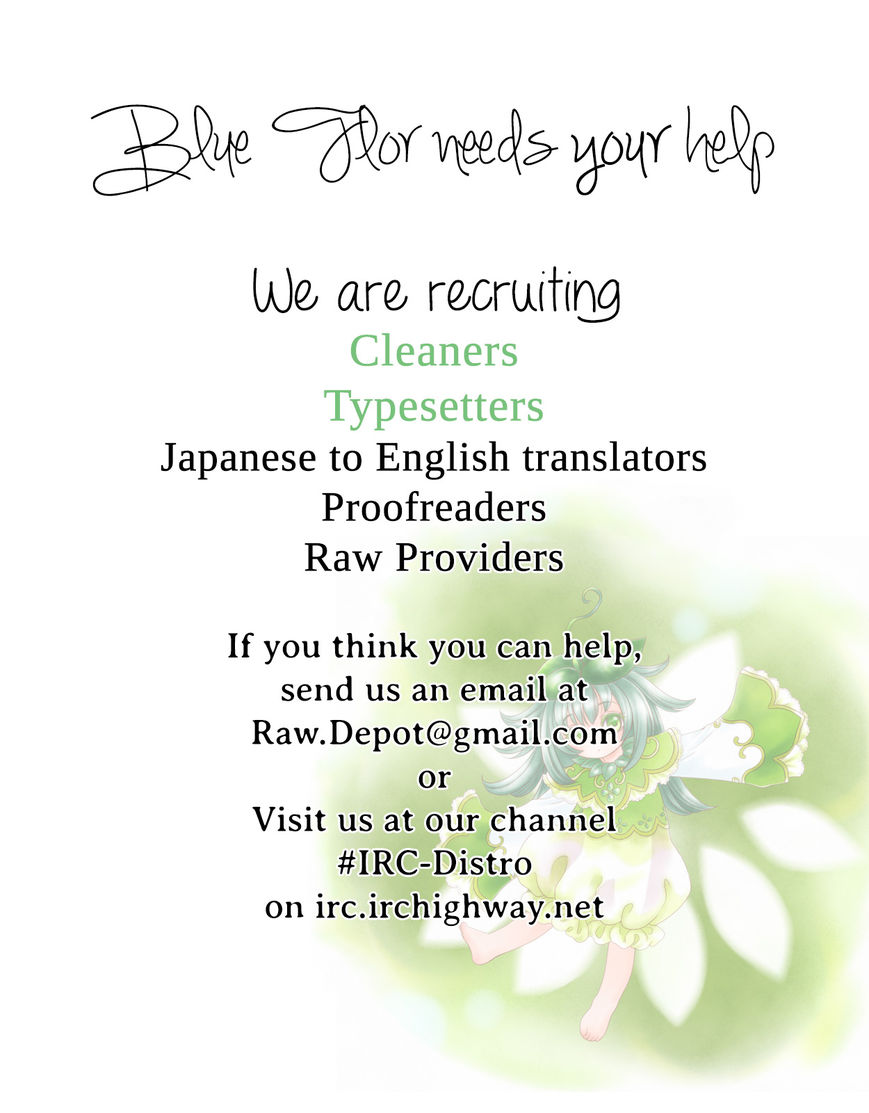 Blue Flor needs your help
We are recruiting
Cleaners
Typesetters
Japanese to English translators
Proofreaders
Raw Providers
If you think you can help,
send us an email at
Raw.Depot@gmail.com
or
Visit us at our channel
#IRC-Distro
on irc.irchighway.net